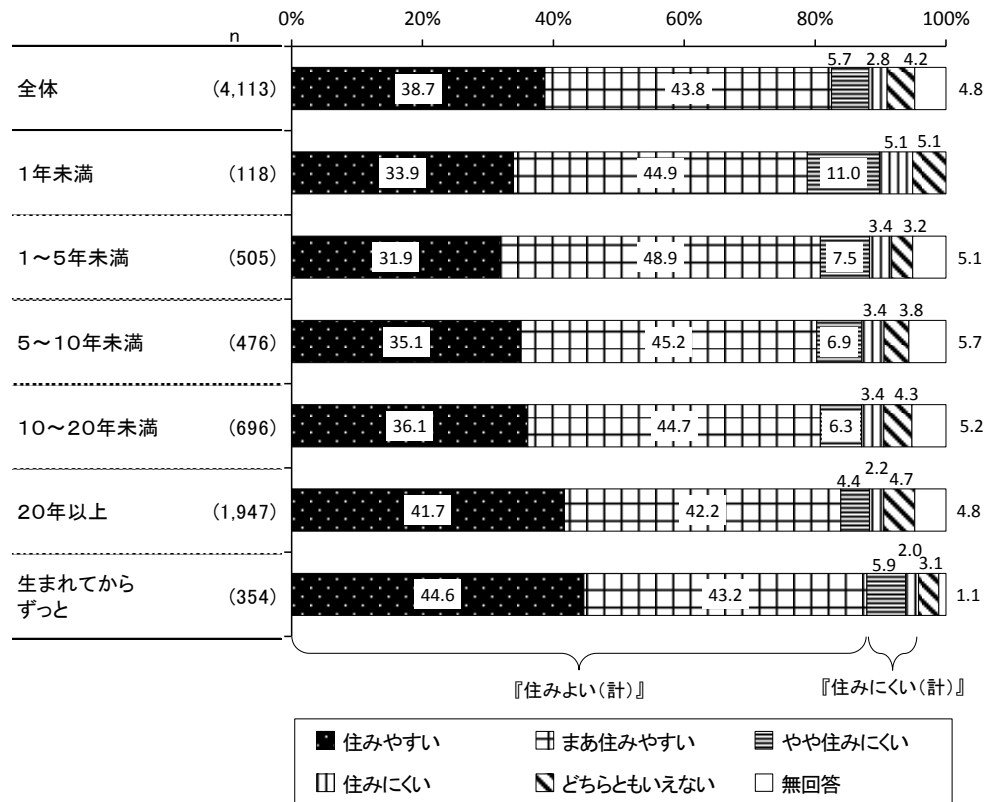 0% 20% 40% 60% 80% 100%
n
5.7 2.8 4.2
全体 (4,113) 38.7 43.8 4.8
5.1 5.1
1年未満 (118) 33.9 44.9 11.0
3.4 3.2
1～5年未満 (505) 31.9 48.9 7.5 5.1
3.4 3.8
5～10年未満 (476) 35.1 45.2 6.9 5.7
3.4 4.3
10～20年未満 (696) 36.1 44.7 6.3 5.2
2.2
4.4 4.7
20年以上 (1,947) 41.7 42.2 4.8
2.0
5.9 3.1
生まれてから
ずっと (354) 44.6 43.2 1.1
『住みよい(計)』 『住みにくい(計)』
住みやすい まあ住みやすい やや住みにくい
住みにくい どちらともいえない 無回答